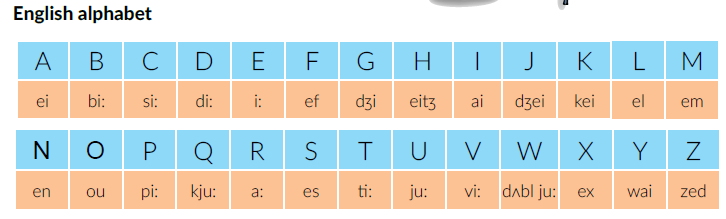 English alphabet
A B C D E F G H I J K L M
ei bi: si: di: i: ef dʒi eitʒ ai dʒei kei el em
N O P Q R S T U V W X Y Z
en ou pi: kju: a: es ti: ju: vi: dʌbl ju: ex wai zed